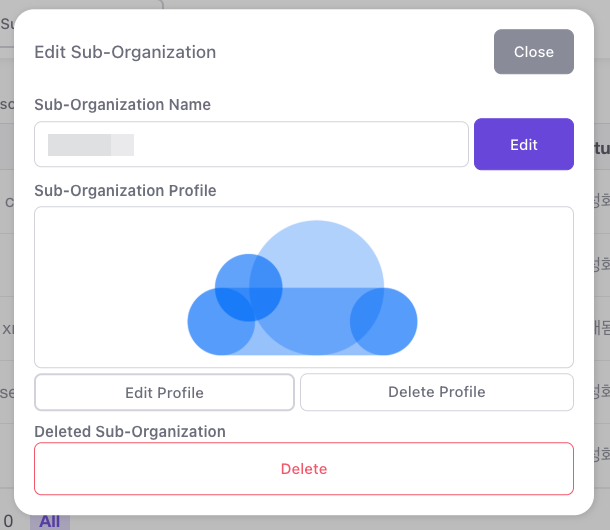 Edit Sub-Organization
Close
Sub-Organization Name
Edit
Sub-Organization Profile
Edit Profile
Delete Profile
Deleted Sub-Organization
Delete
0 All